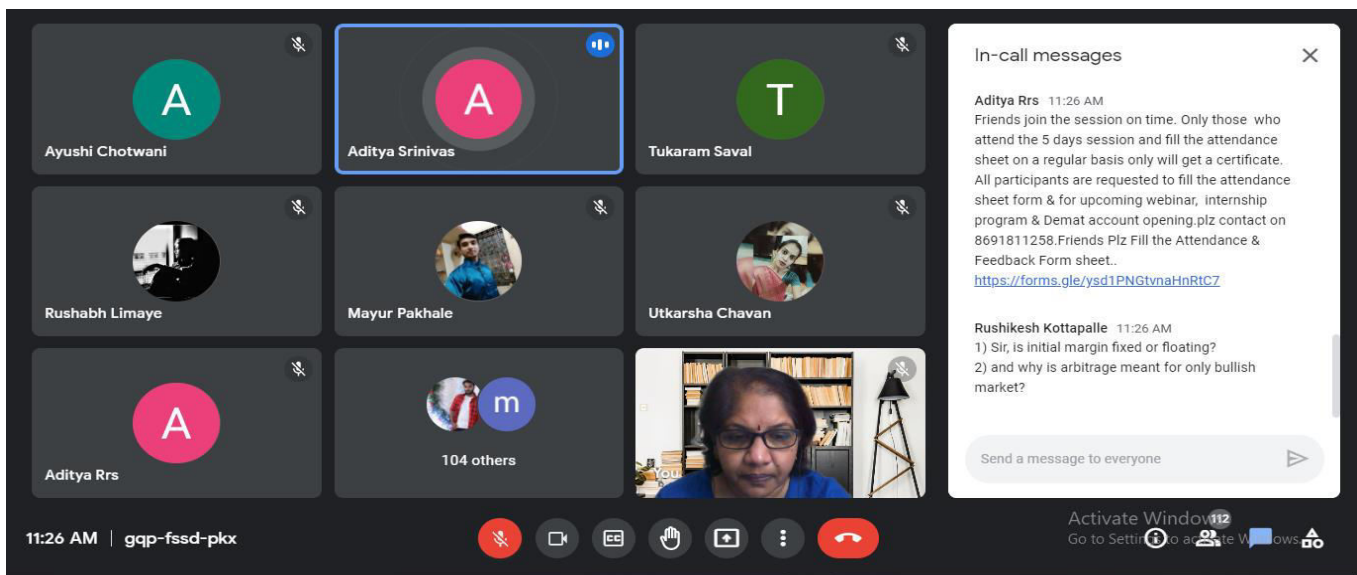 A
Ayushi Chotwani
A
Aditya Srinivas
T
Tukaram Saval
Rushabh Limaye
Mayur Pakhale
Utkarsha Chavan
A
Aditya Rrs
m
104 others
You
In-call messages
Aditya Rrs 11:26 AM
Friends join the session on time. Only those who
attend the 5 days session and fill the attendance
sheet on a regular basis only will get a certificate.
All participants are requested to fill the attendance
sheet form & for upcoming webinar, internship
program & Demat account opening.plz contact on
8691811258.Friends Plz Fill the Attendance &
Feedback Form sheet..
https://forms.gle/ysd1PNGtvnaHnRtC7
Rushikesh Kottapalle 11:26 AM
1) Sir, is initial margin fixed or floating?
2) and why is arbitrage meant for only bullish
market?
Send a message to everyone
11:26 AM | gqp-fssd-pkx
CC
Activate Windows
112
Go to Settings to activate Windows.